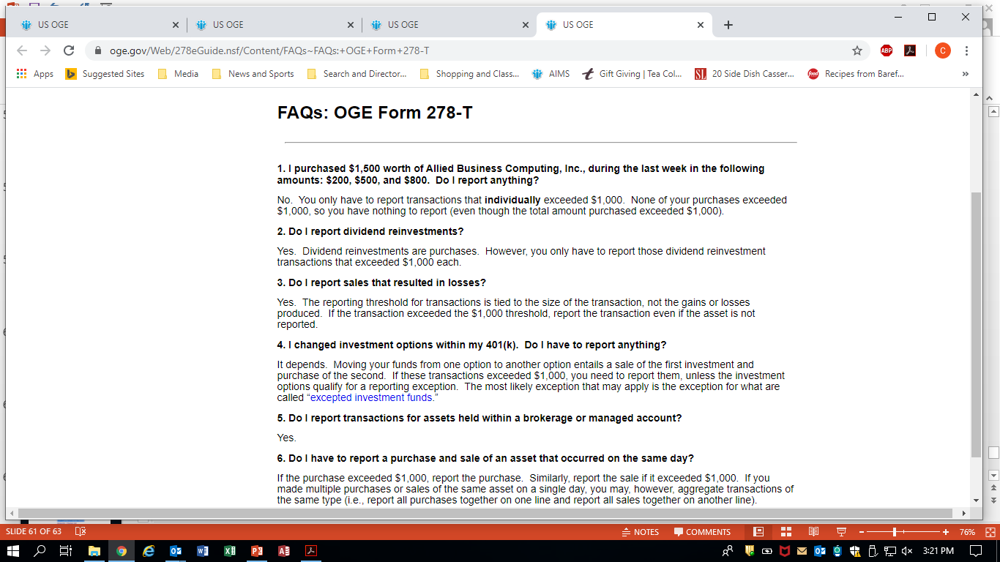 US OGE
US OGE
US OGE
US OGE
oge.gov/Web/278eGuide.nsf/Content/FAQs~FAQs:+OGE+Form+278-T
ABP
C
Apps
Suggested Sites
Media
News and Sports
Search and Director...
Shopping and Class...
AIMS
Gift Giving | Tea Col...
SL
20 Side Dish Casser...
food
Recipes from Baref...
FAQs: OGE Form 278-T
1. I purchased $1,500 worth of Allied Business Computing, Inc., during the last week in the following
amounts: $200, $500, and $800. Do I report anything?
No. You only have to report transactions that individually exceeded $1,000. None of your purchases exceeded
$1,000, so you have nothing to report (even though the total amount purchased exceeded $1,000).
2. Do I report dividend reinvestments?
Yes. Dividend reinvestments are purchases. However, you only have to report those dividend reinvestment
transactions that exceeded $1,000 each.
3. Do I report sales that resulted in losses?
Yes. The reporting threshold for transactions is tied to the size of the transaction, not the gains or losses
produced. If the transaction exceeded the $1,000 threshold, report the transaction even if the asset is not
reported.
4. I changed investment options within my 401(k). Do I have to report anything?
It depends. Moving your funds from one option to another option entails a sale of the first investment and
purchase of the second. If these transactions exceeded $1,000, you need to report them, unless the investment
options qualify for a reporting exception. The most likely exception that may apply is the exception for what are
called “excepted investment funds.”
5. Do I report transactions for assets held within a brokerage or managed account?
Yes.
6. Do I have to report a purchase and sale of an asset that occurred on the same day?
If the purchase exceeded $1,000, report the purchase. Similarly, report the sale if it exceeded $1,000. If you
made multiple purchases or sales of the same asset on a single day, you may, however, aggregate transactions of
the same type (i.e., report all purchases together on one line and report all sales together on another line).
SLIDE 61 OF 63
NOTES
COMMENTS
76%
3:21 PM